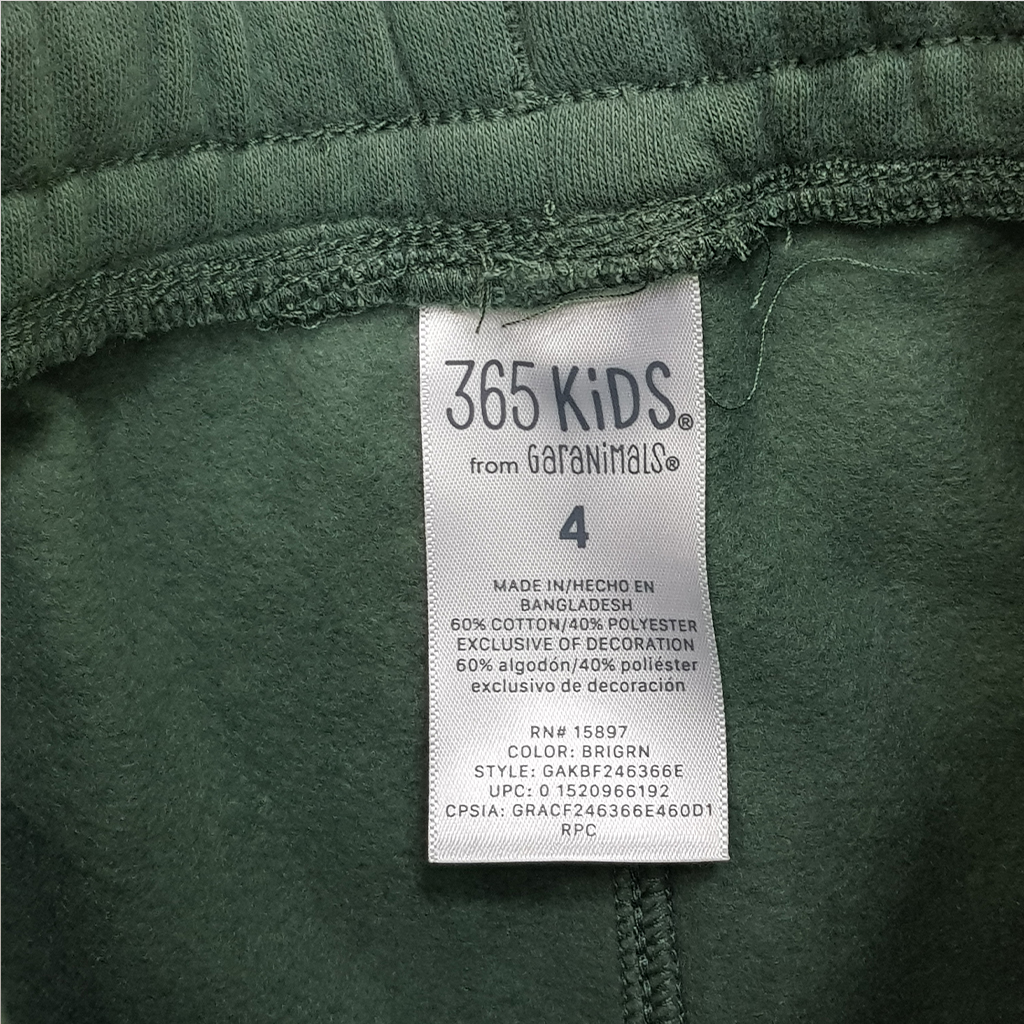 365 KiDS®
from GaraNiMaLS®
4
MADE IN/HECHO EN
BANGLADESH
60% COTTON/40% POLYESTER
EXCLUSIVE OF DECORATION
60% algodón/40% poliéster
exclusivo de decoración
RN# 15897
COLOR: BRIGRN
STYLE: GAKBF246366E
UPC: 0 1520966192
CPSIA: GRACF246366E460D1
RPC